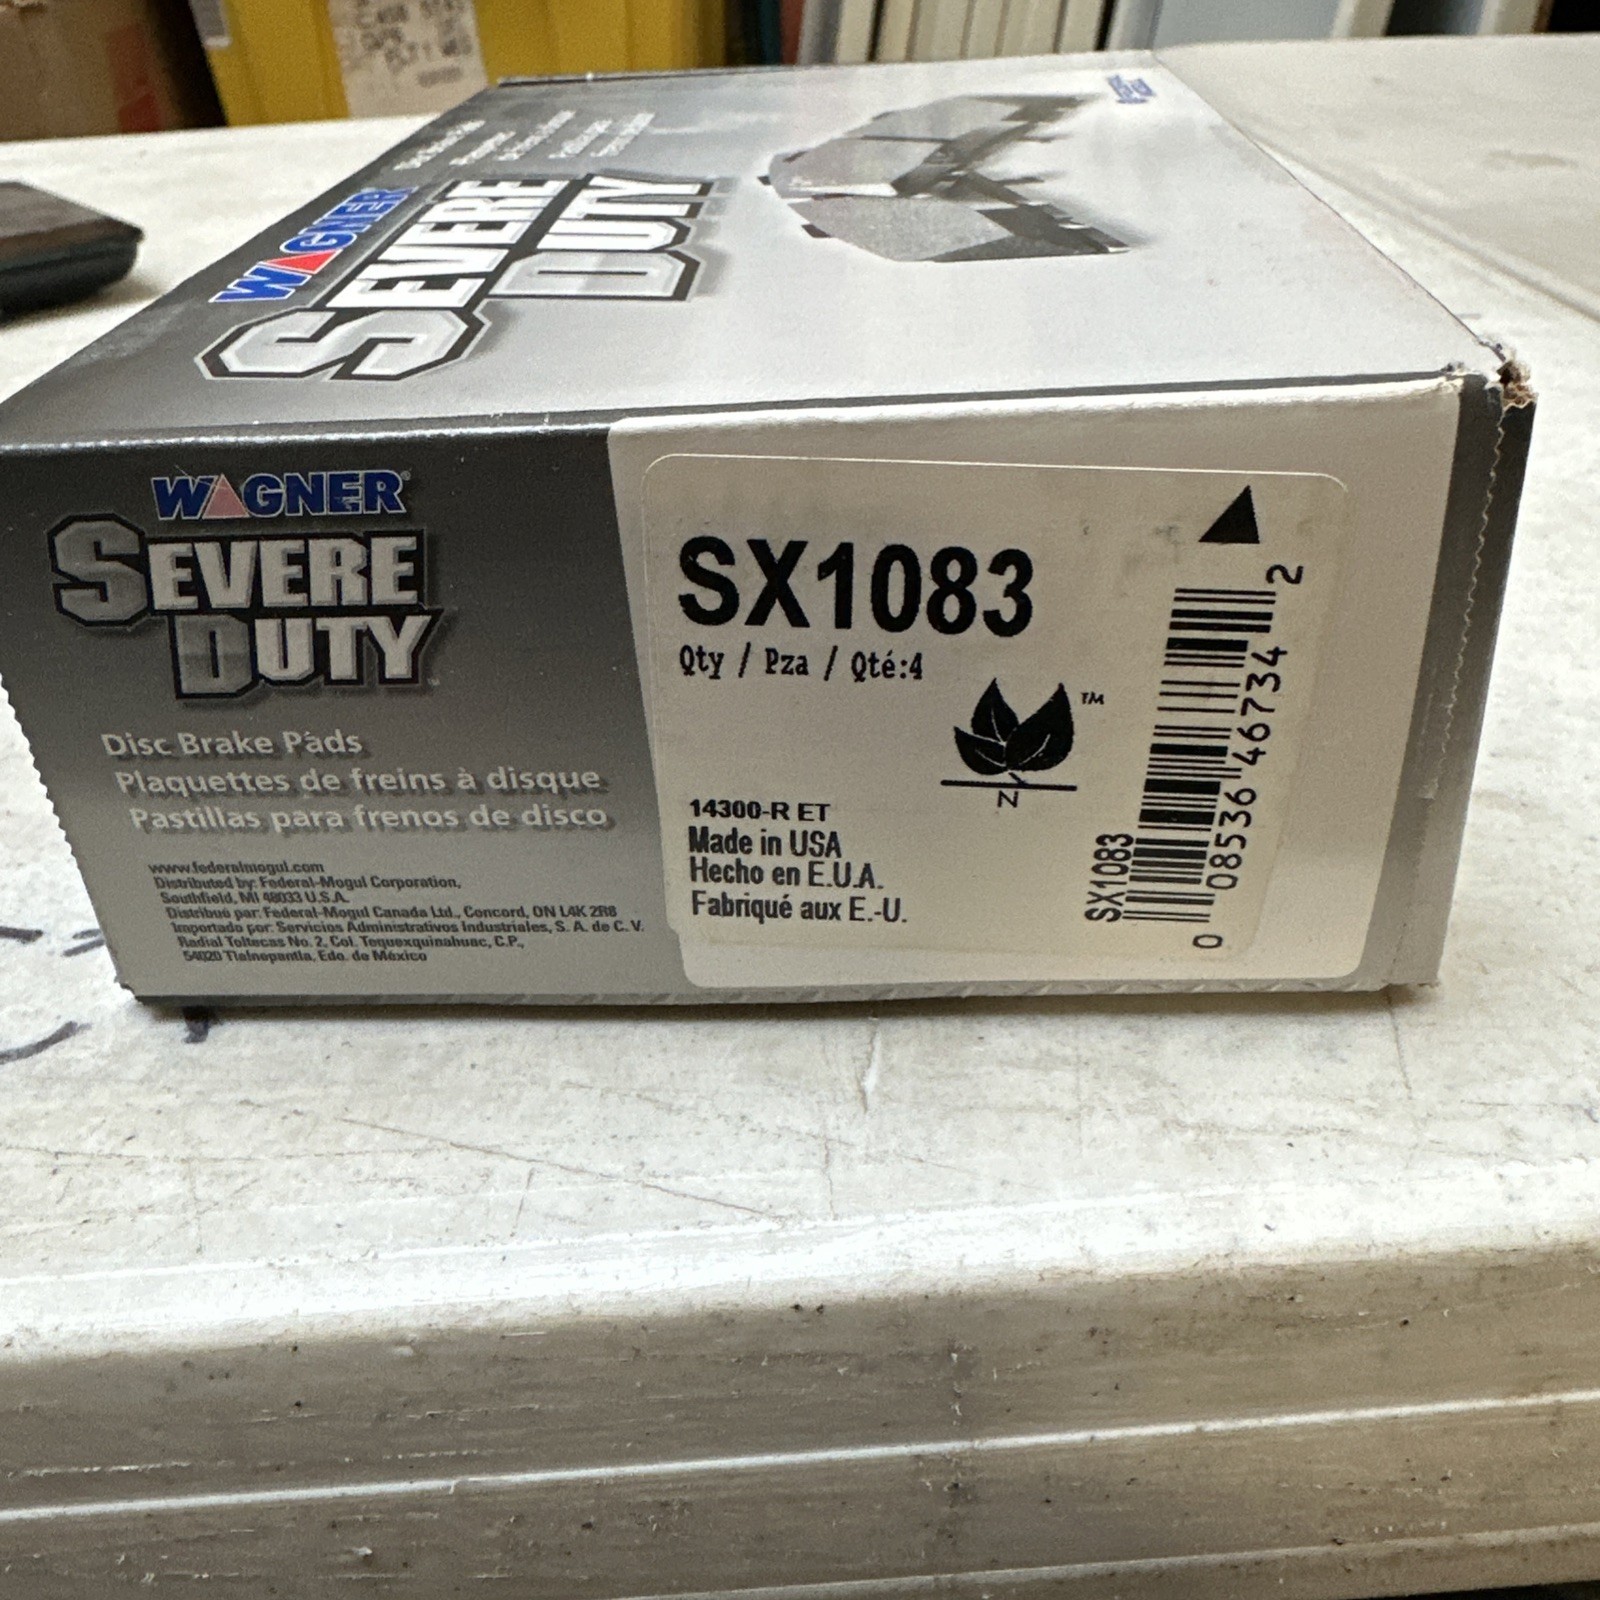 WAGNER
SEVERE
DUTY
WAGNER®
SEVERE
DUTY
Disc Brake Pads
Plaquettes de freins à disque
Pastillas para frenos de disco
www.federalmogul.com
Distributed by: Federal-Mogul Corporation,
Southfield, MI 48033 U.S.A.
Distribué par: Federal-Mogul Canada Ltd., Concord, ON L4K 2R8
Importado por: Servicios Administrativos Industriales, S. A. de C. V.
Radial Toltecas No. 2, Col. Tequexquinahuac, C.P.,
54020 Tlalnepantla, Edo. de México
SX1083
Qty / Pza / Qté:4
TM
N
14300-R ET
Made in USA
Hecho en E.U.A.
Fabriqué aux E.-U.
SX1083
0 08536 46734 2